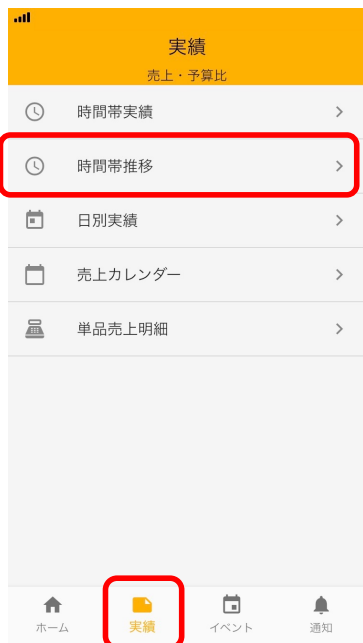 実績
売上・予算比
時間帯実績
時間帯推移
日別実績
売上カレンダー
単品売上明細
ホーム
実績
イベント
通知